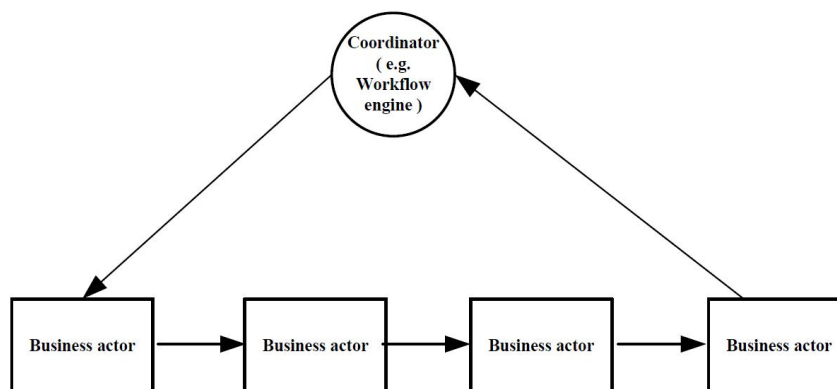 Coordinator
( e.g.
Workflow
engine )
Business actor
Business actor
Business actor
Business actor